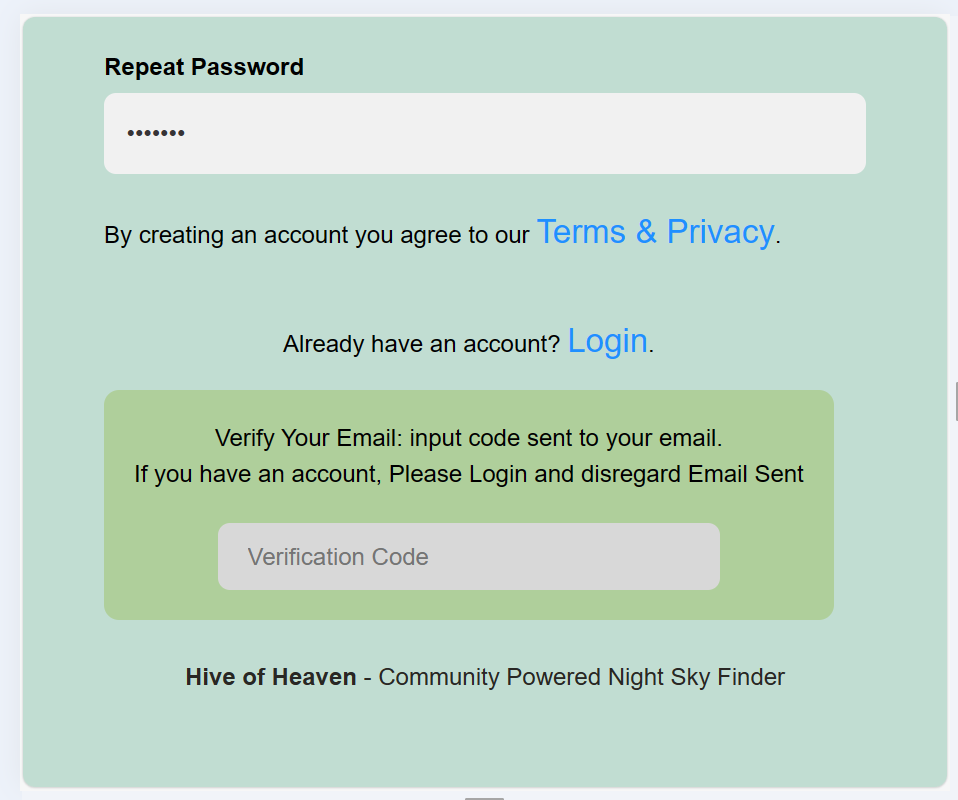 Repeat Password
•••••••
By creating an account you agree to our Terms & Privacy.
Already have an account? Login.
Verify Your Email: input code sent to your email.
If you have an account, Please Login and disregard Email Sent
Verification Code
Hive of Heaven - Community Powered Night Sky Finder